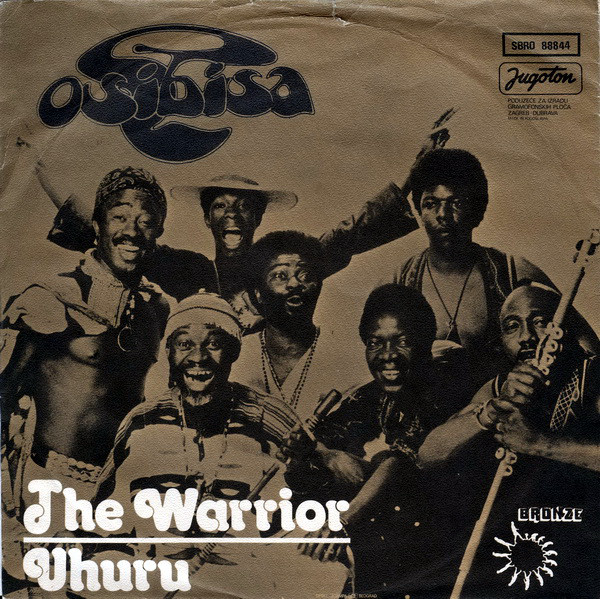 osibisa
SBRO 88844
Jugoton
PODUZEĆE ZA IZRADU
GRAMOFONSKIH PLOČA
ZAGREB - DUBRAVA
The Warrior
Uhuru
BRONZE